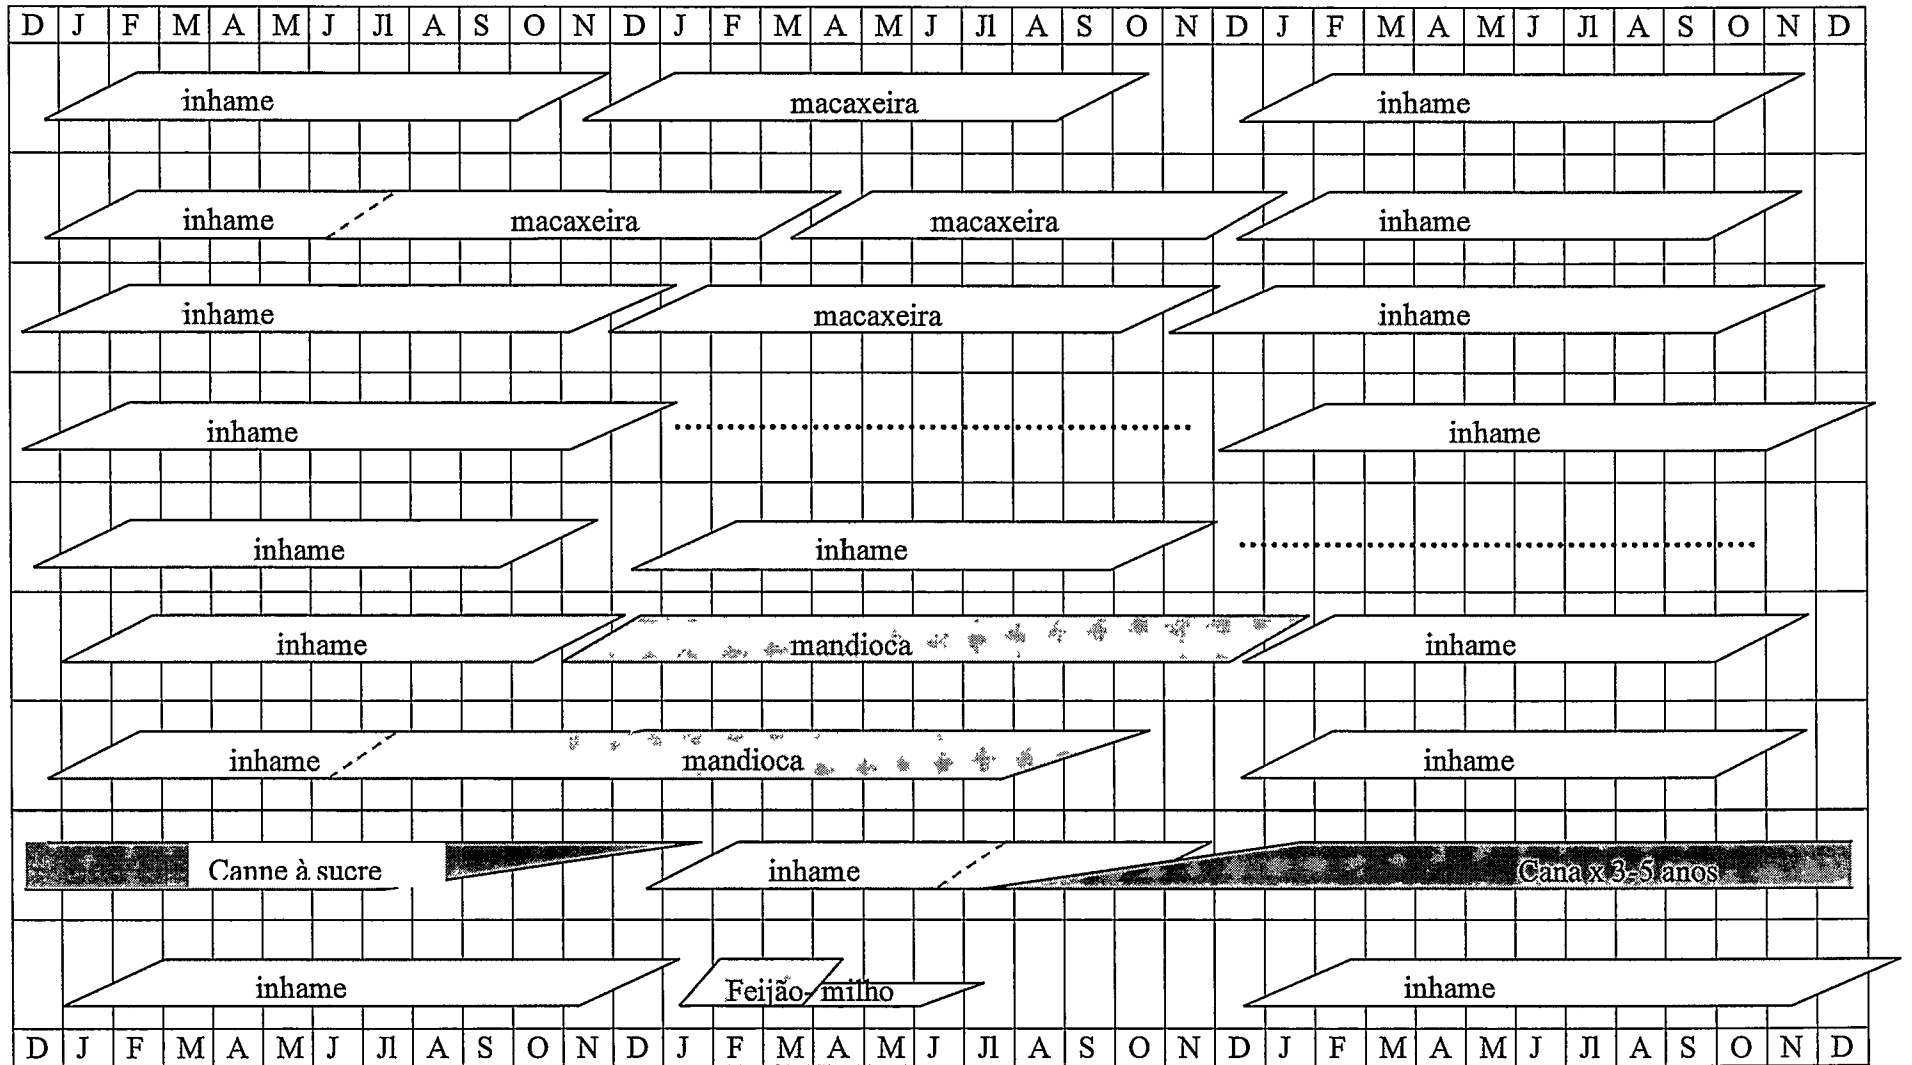 D J F M A M J Jl A S O N D J F M A M J Jl A S O N D J F M A M J Jl A S O N D
inhame macaxeira inhame
inhame macaxeira macaxeira inhame
inhame macaxeira inhame
inhame inhame
inhame inhame
inhame mandioca inhame
inhame mandioca inhame
Canne à sucre inhame Cana x 3-5 anos
inhame Feijão- milho inhame
D J F M A M J Jl A S O N D J F M A M J Jl A S O N D J F M A M J Jl A S O N D